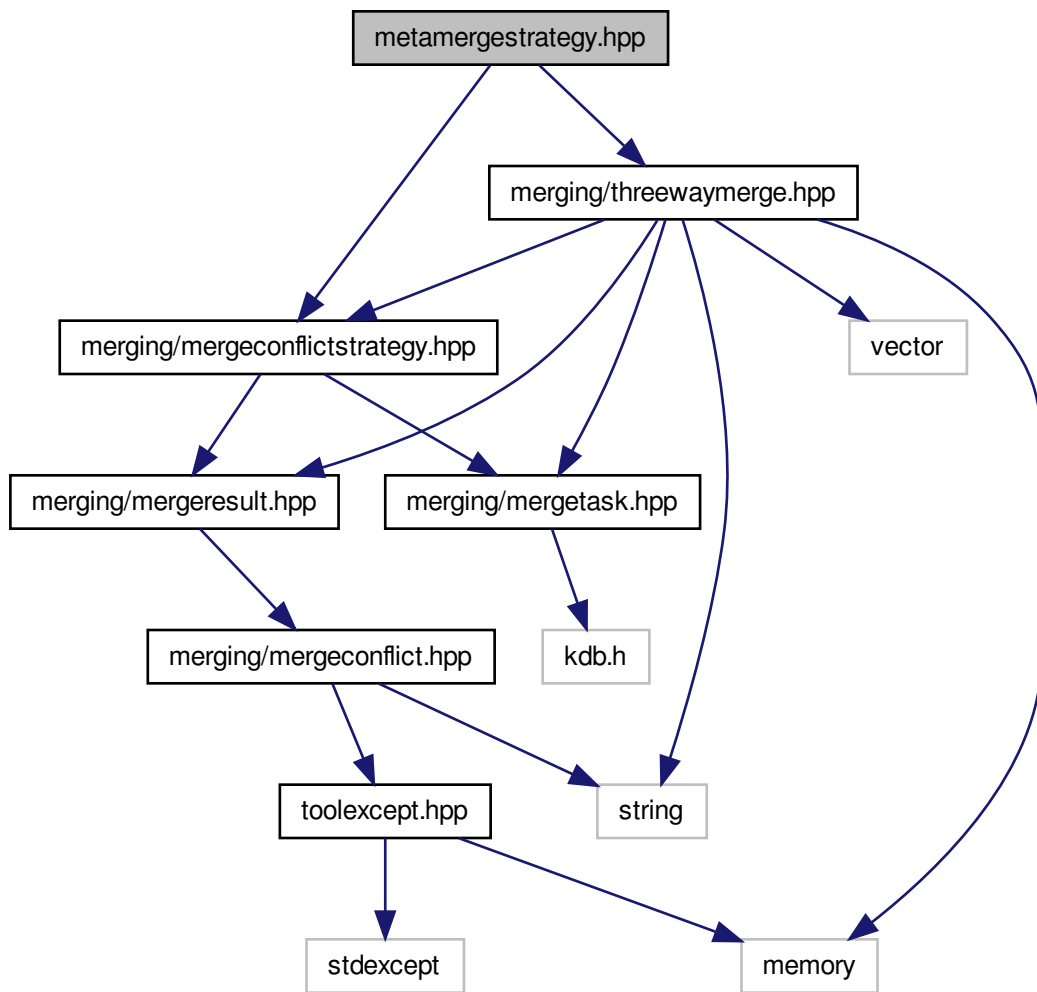 metamergestrategy.hpp
merging/threewaymerge.hpp
merging/mergeconflictstrategy.hpp
vector
merging/mergeresult.hpp
merging/mergetask.hpp
merging/mergeconflict.hpp
kdb.h
toolexcept.hpp
string
stdexcept
memory